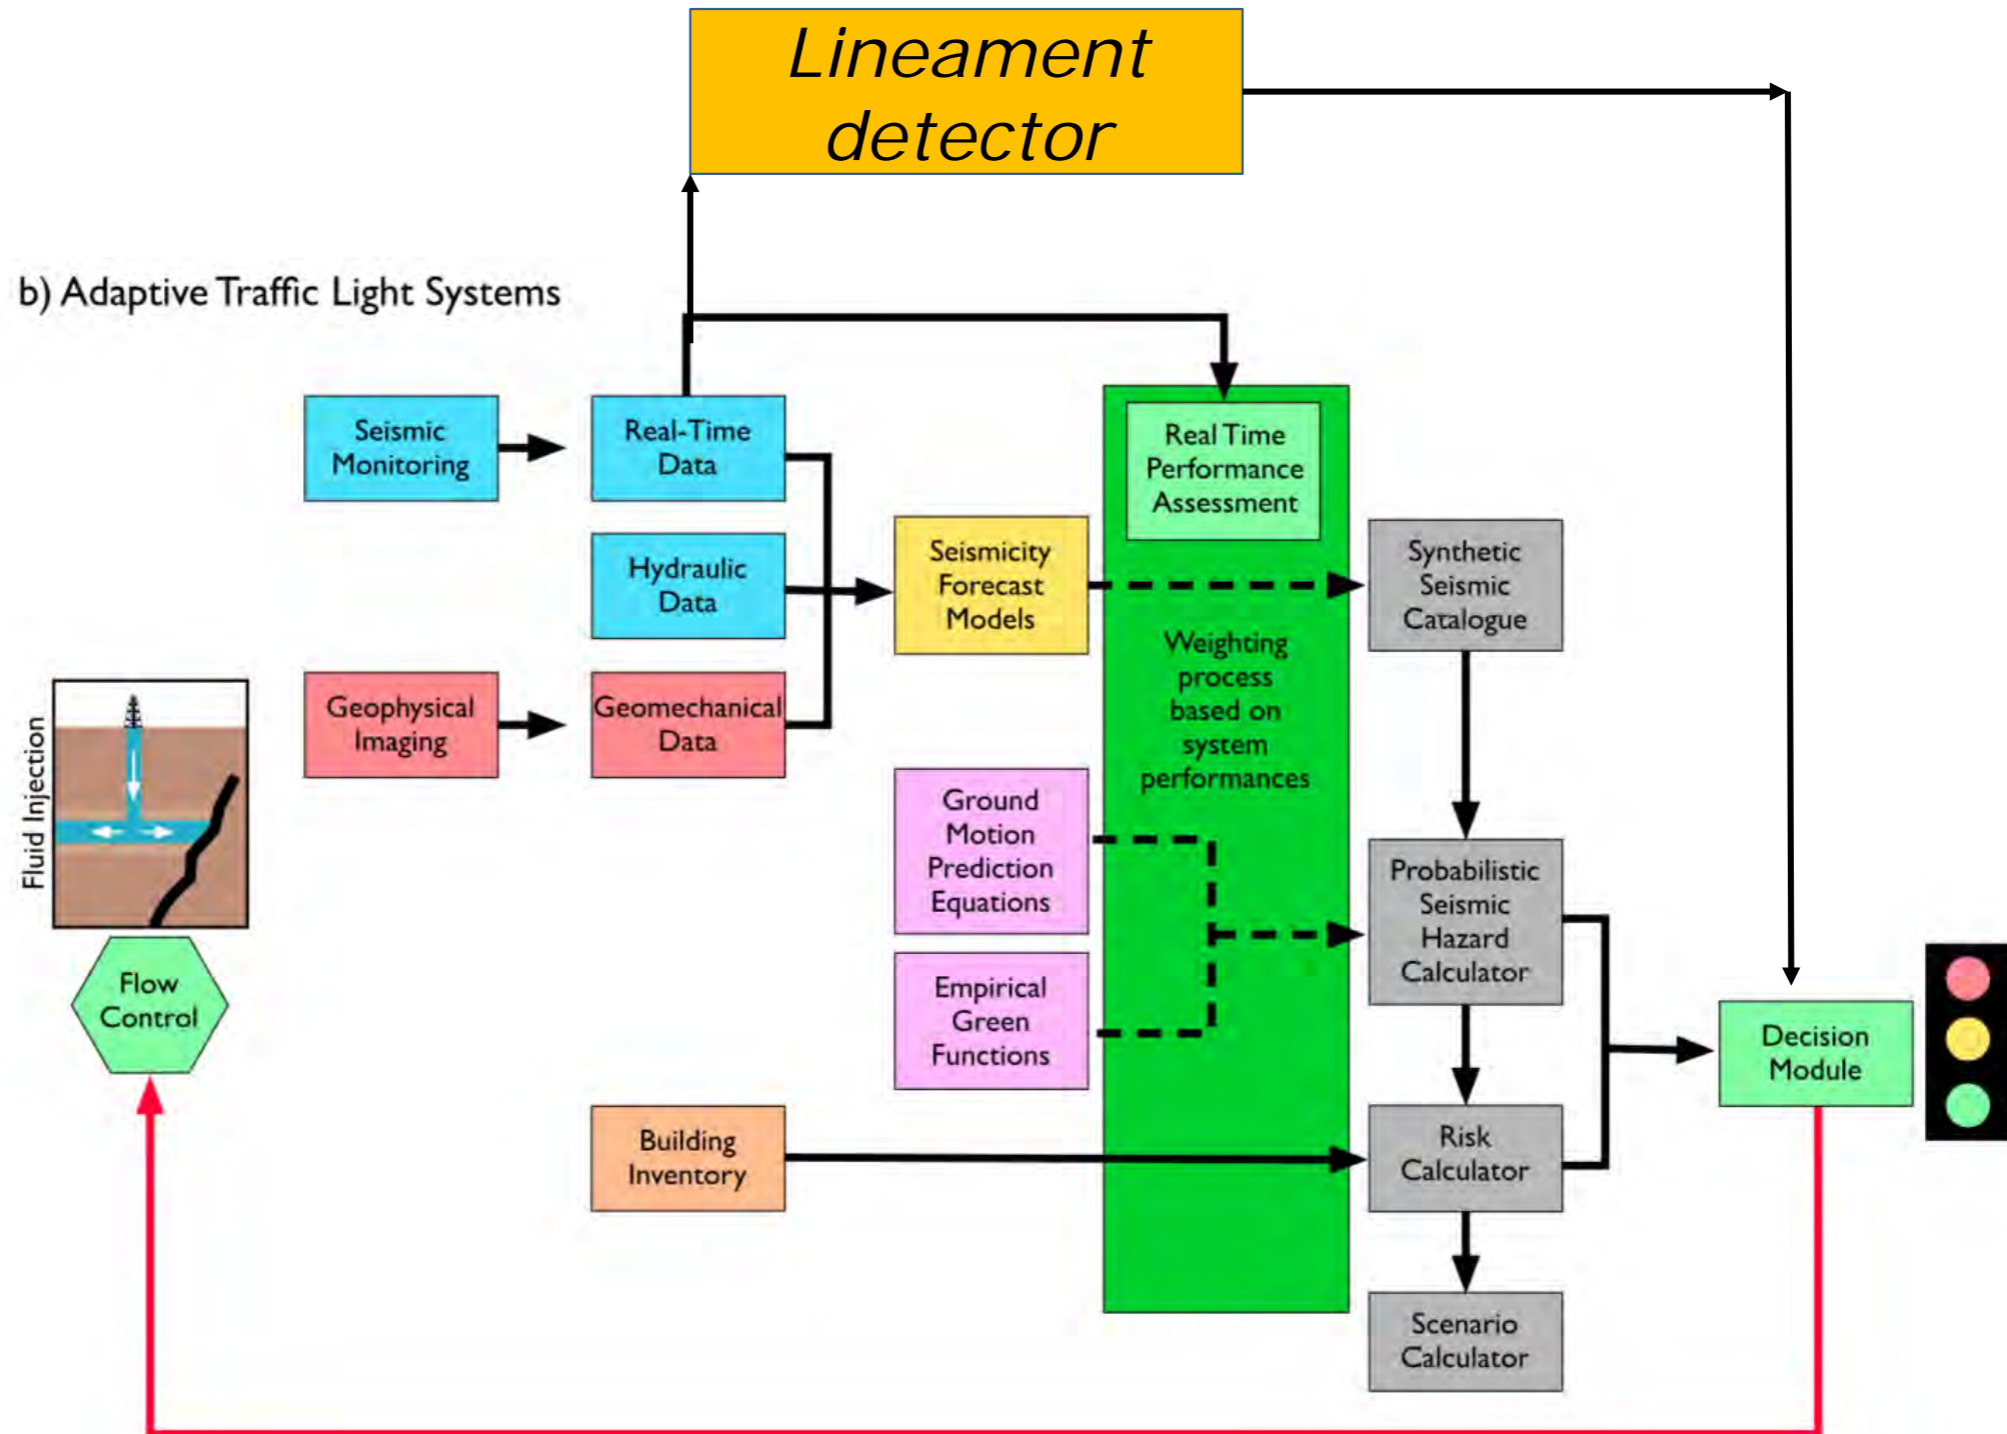 Lineament
detector
b) Adaptive Traffic Light Systems
Seismic
Monitoring
Real-Time
Data
Real Time
Performance
Assessment
Hydraulic
Data
Seismicity
Forecast
Models
Synthetic
Seismic
Catalogue
Weighting
process
based on
system
performances
Geophysical
Imaging
Geomechanical
Data
Fluid Injection
Ground
Motion
Prediction
Equations
Probabilistic
Seismic
Hazard
Calculator
Flow
Control
Empirical
Green
Functions
Decision
Module
Building
Inventory
Risk
Calculator
Scenario
Calculator